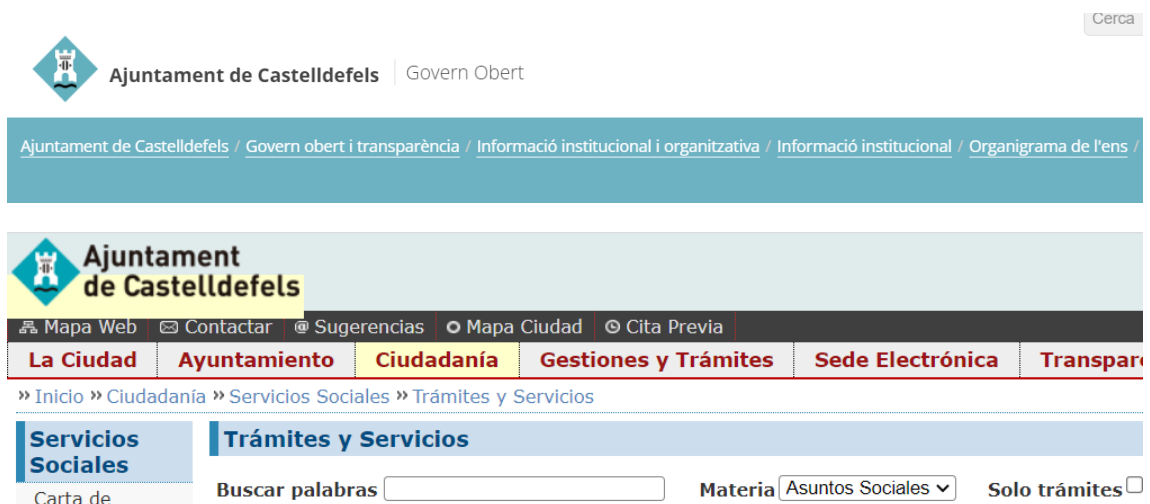 Cerca
Ajuntament de Castelldefels Govern Obert
Ajuntament de Castelldefels / Govern obert i transparència / Informació institucional i organitzativa / Informació institucional / Organigrama de l'ens /
Ajuntament
de Castelldefels
Mapa Web Contactar Sugerencias Mapa Ciudad Cita Previa
La Ciudad Ayuntamiento Ciudadanía Gestiones y Trámites Sede Electrónica
» Inicio » Ciudadanía » Servicios Sociales » Trámites y Servicios
Servicios
Sociales
Trámites y Servicios
Carta de
Buscar palabras Materia Asuntos Sociales Solo trámites